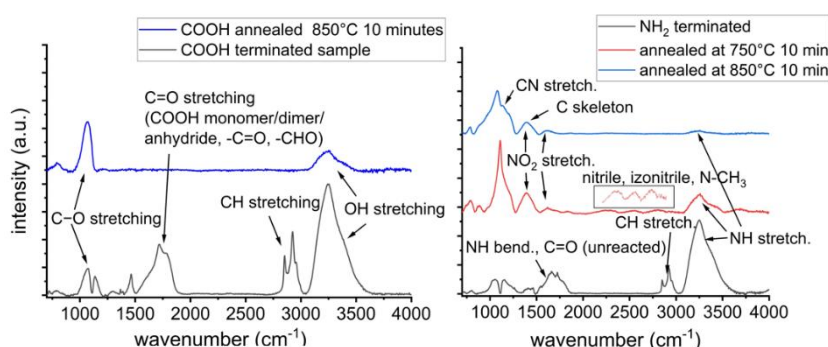 COOH annealed  850°C 10 minutes
COOH terminated sample
C=O stretching
(COOH monomer/dimer/
anhydride, -C=O, -CHO)
CH stretching
OH stretching
C−O stretching
intensity (a.u.)
1000 1500 2000 2500 3000 3500 4000
wavenumber (cm⁻¹)
NH₂ terminated
annealed at 750°C 10 min
annealed at 850°C 10 min
CN stretch.
C skeleton
NO₂ stretch.
nitrile, izonitrile, N-CH₃
CH stretch.
NH stretch.
NH bend., C=O (unreacted)
1000 1500 2000 2500 3000 3500 4000
wavenumber (cm⁻¹)